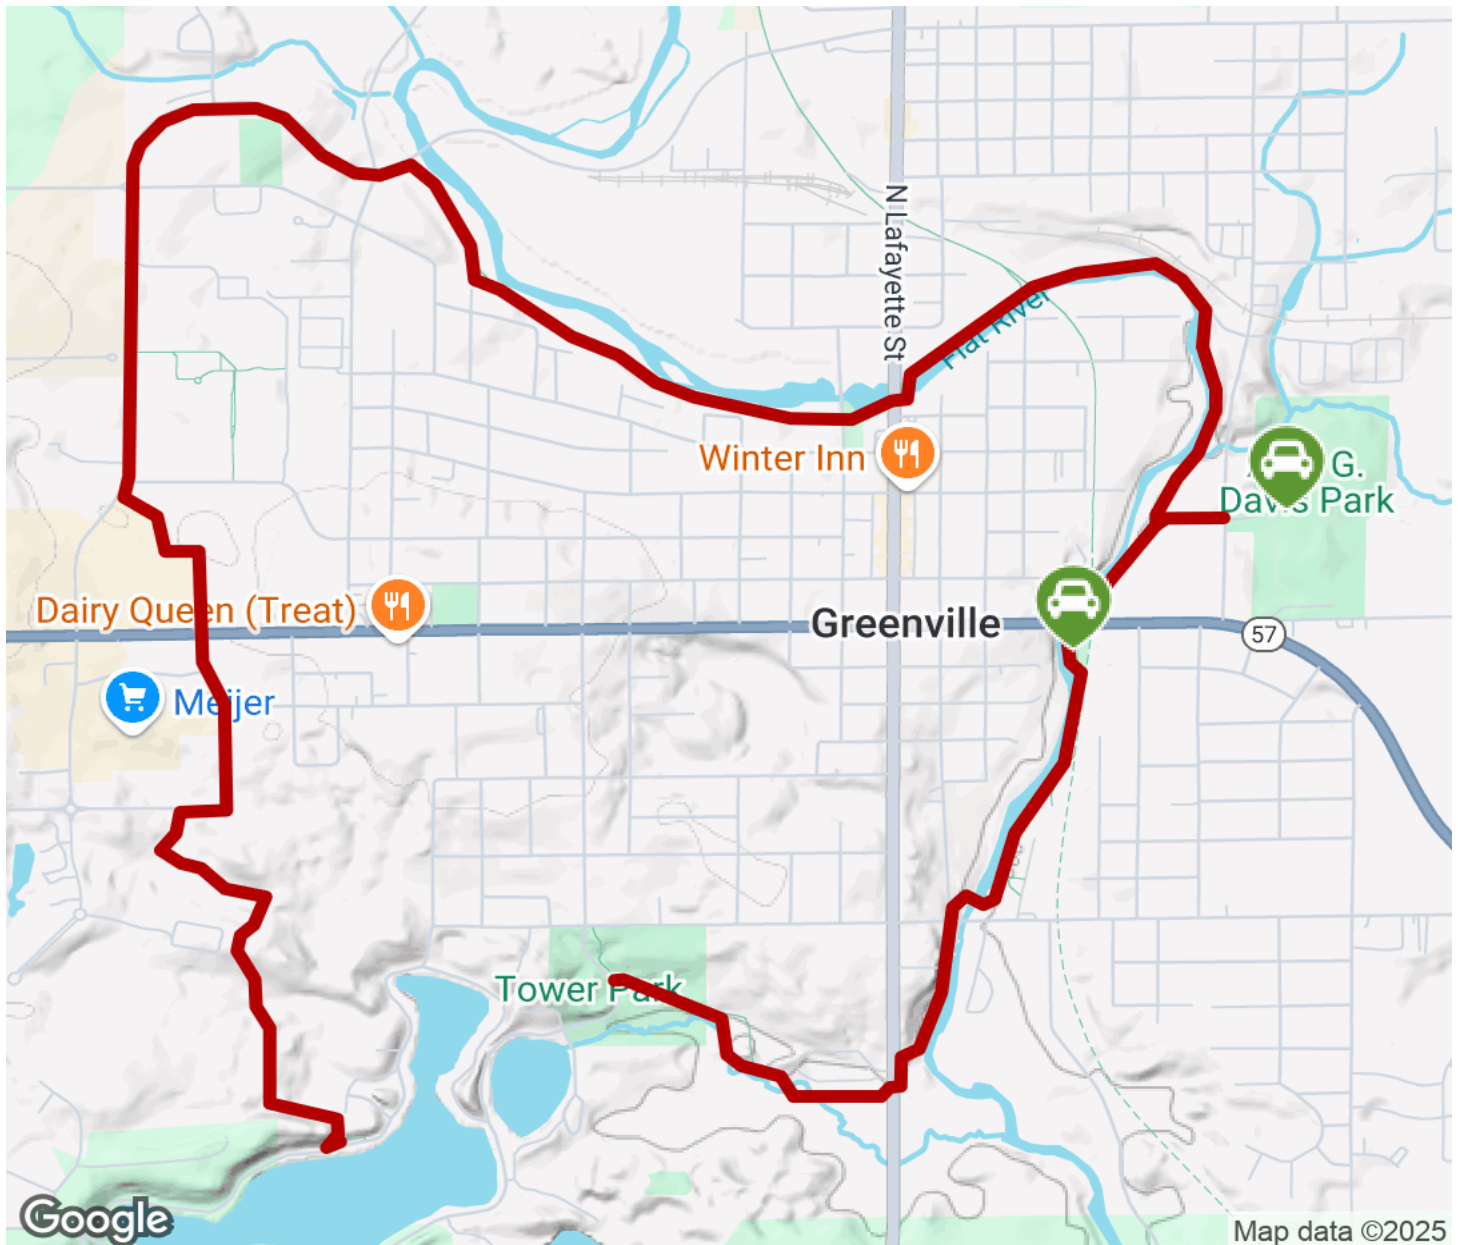 N Lafayette St
Flat River
Winter Inn
G.
Davis Park
Dairy Queen (Treat)
Greenville
57
Meijer
Tower Park
Google
Map data ©2025